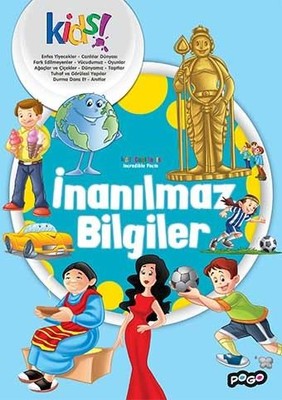 kids!
Enfes Yiyecekler - Canlılar Dünyası
Fark Edilmeyenler - Vücudumuz - Oyunlar
Ağaçlar ve Çiçekler - Dünyamız - Taşıtlar
Tuhaf ve Görülesi Yapılar
Durma Dans Et - Anıtlar
Incredible Facts
İnanılmaz
Bilgiler
POGO